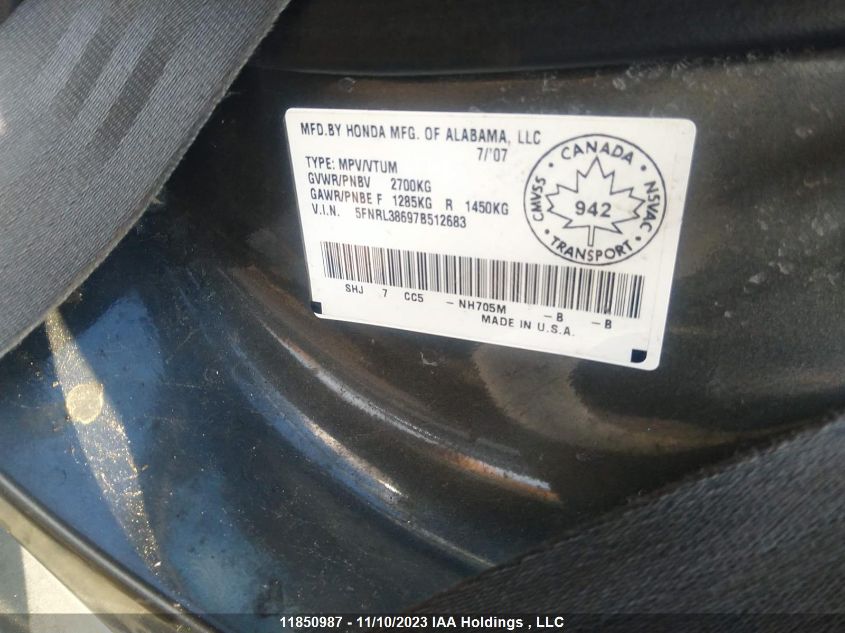 MFD.BY HONDA MFG. OF ALABAMA, LLC
7/'07
TYPE: MPV/VTUM
GVWR/PNBV 2700KG
GAWR/PNBE F 1285KG R 1450KG
V.I.N. 5FNRL38697B512683
CANADA
CMVSS 942 NSVAC
TRANSPORT
SHJ 7 CC5 - NH705M - B - B
MADE IN U.S.A.
11850987 - 11/10/2023 IAA Holdings , LLC